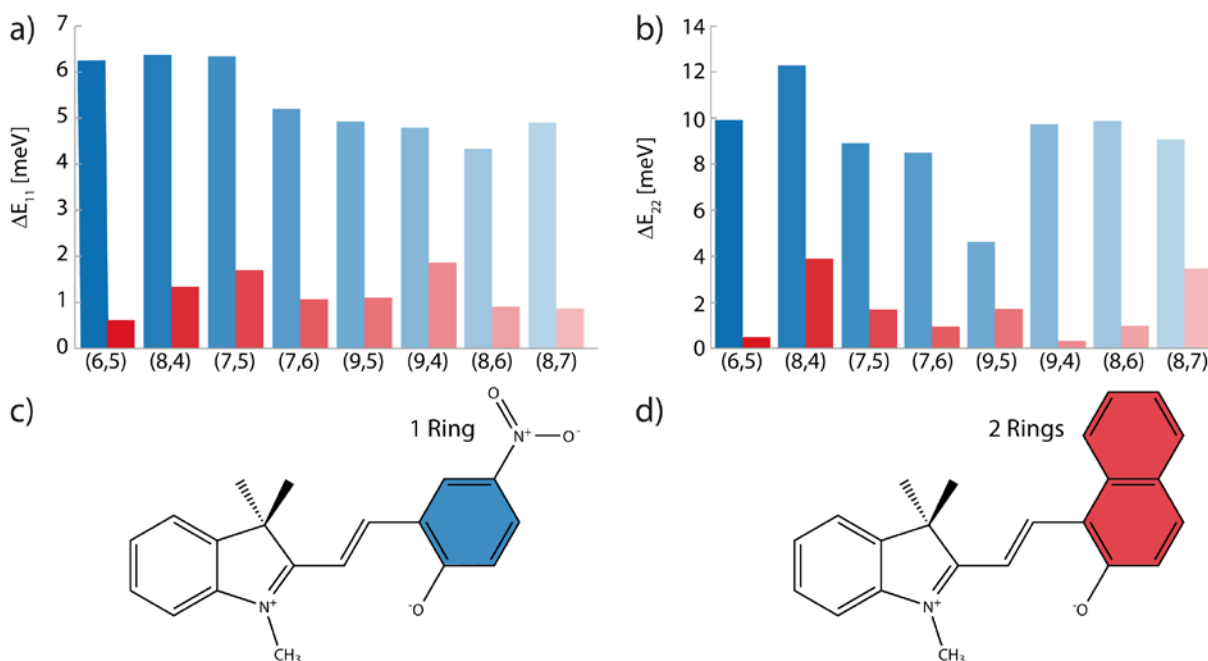 a)
ΔE₁₁ [meV]
7
6
5
4
3
2
1
0
(6,5) (8,4) (7,5) (7,6) (9,5) (9,4) (8,6) (8,7)
b)
ΔE₂₂ [meV]
14
12
10
8
6
4
2
0
(6,5) (8,4) (7,5) (7,6) (9,5) (9,4) (8,6) (8,7)
c)
1 Ring
O
N⁺ O⁻
⁻O
N⁺
CH₃
d)
2 Rings
⁻O
N⁺
CH₃